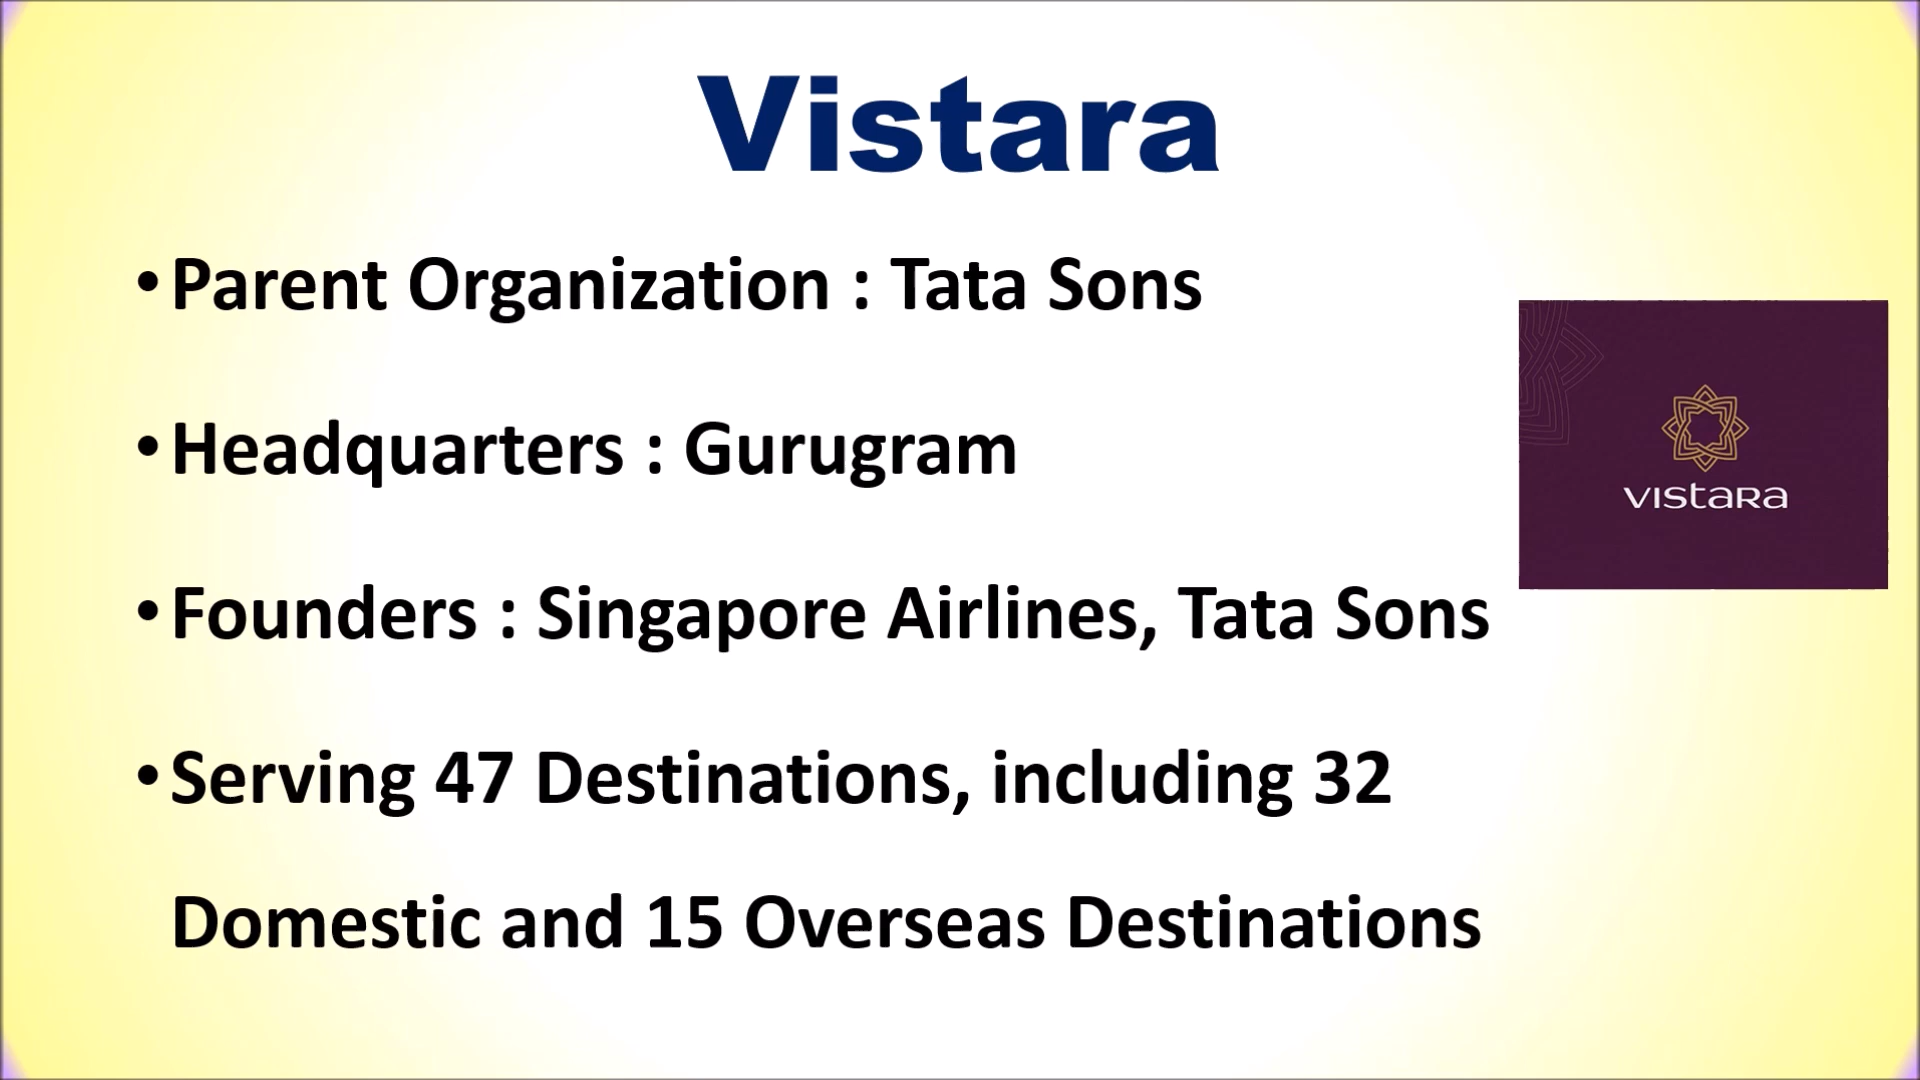 Vistara
• Parent Organization : Tata Sons
• Headquarters : Gurugram
vistara
• Founders : Singapore Airlines, Tata Sons
• Serving 47 Destinations, including 32
Domestic and 15 Overseas Destinations